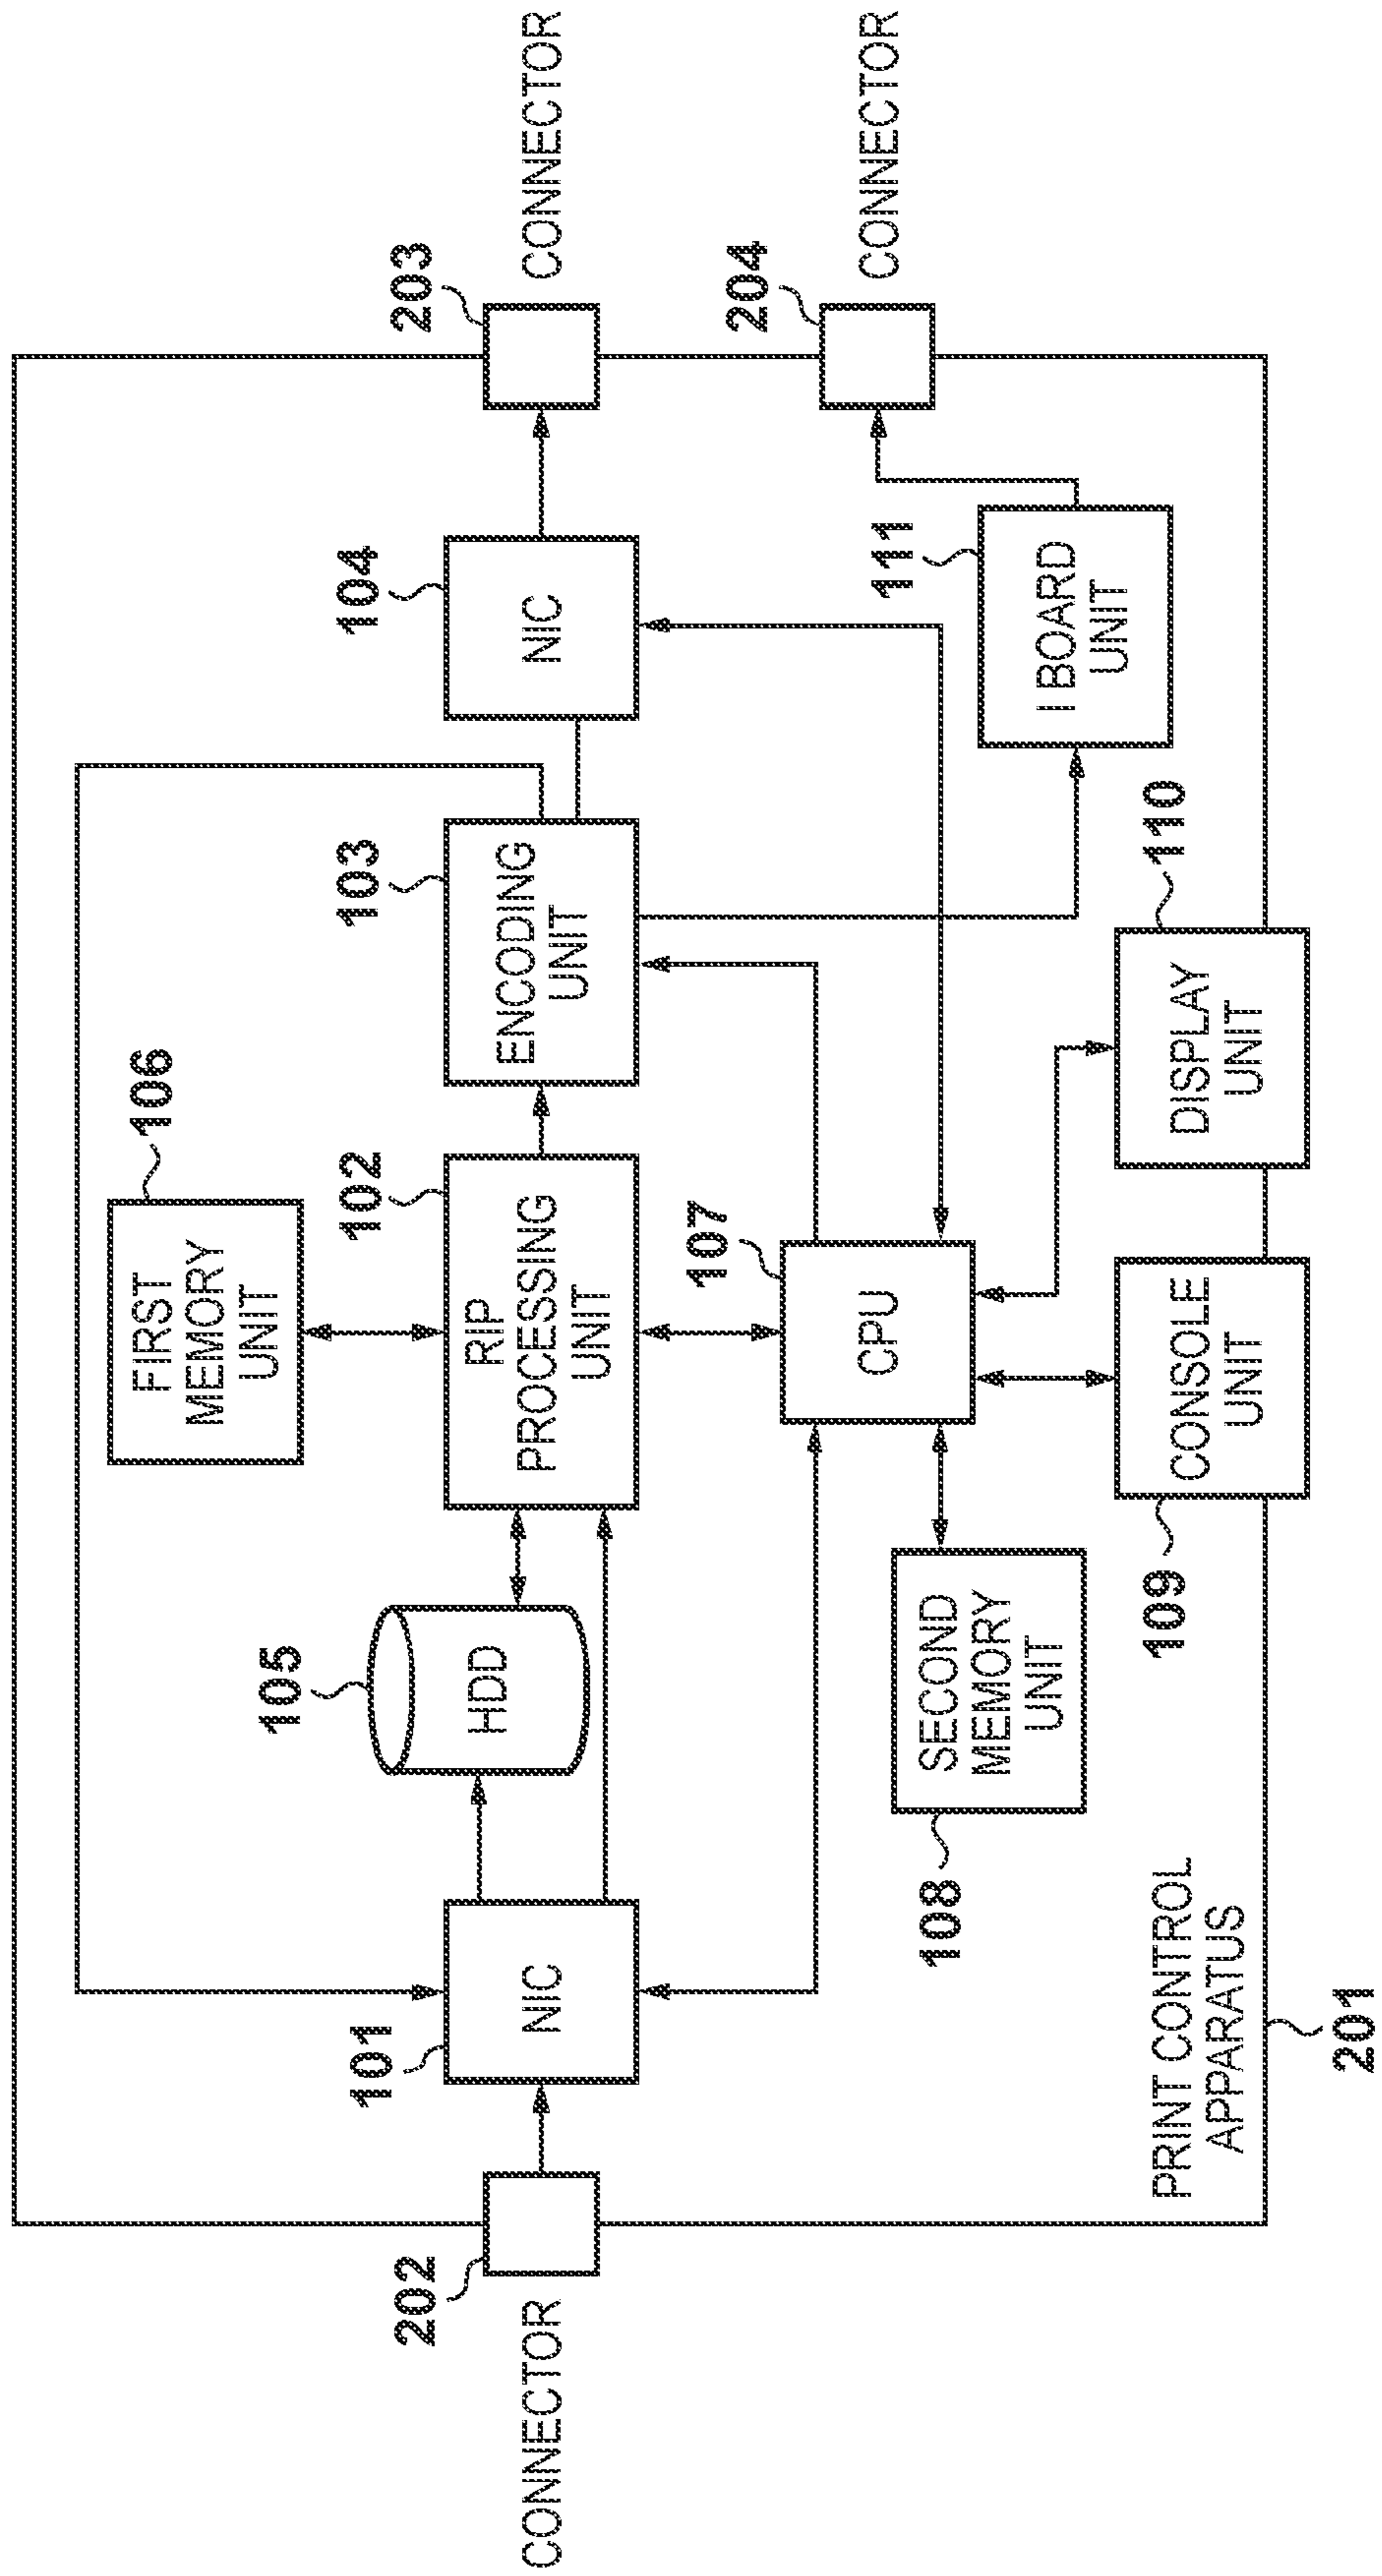 CONNECTOR
202
101
NIC
105
HDD
FIRST
MEMORY
UNIT
106
102
RIP
PROCESSING
UNIT
103
ENCODING
UNIT
104
NIC
203
CONNECTOR
204
CONNECTOR
107
CPU
111
I BOARD
UNIT
108
SECOND
MEMORY
UNIT
109
CONSOLE
UNIT
110
DISPLAY
UNIT
PRINT CONTROL
APPARATUS
201